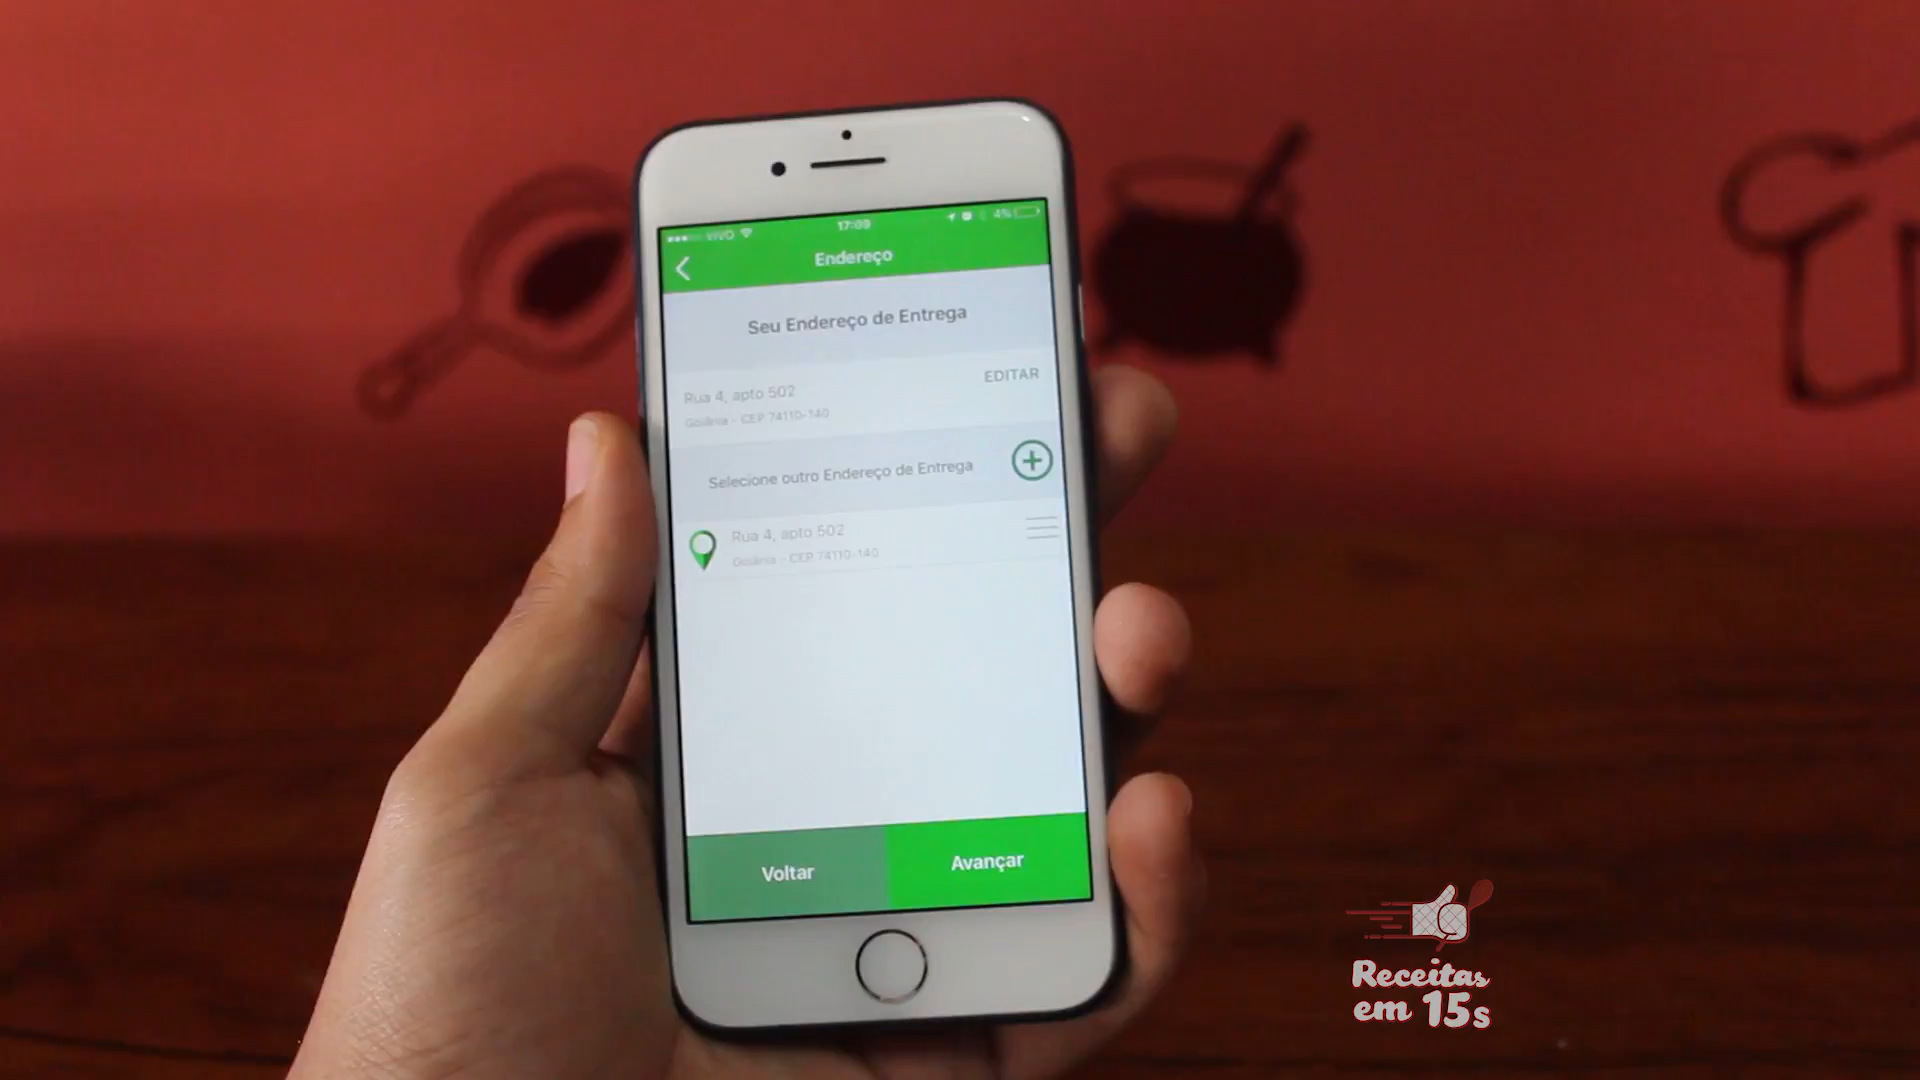 VIVO 17:09 4%
Endereço
Seu Endereço de Entrega
Rua 4, apto 502
EDITAR
Goiânia - CEP 74110-140
Selecione outro Endereço de Entrega
Rua 4, apto 502
Goiânia - CEP 74110-140
Voltar
Avançar
Receitas
em 15s